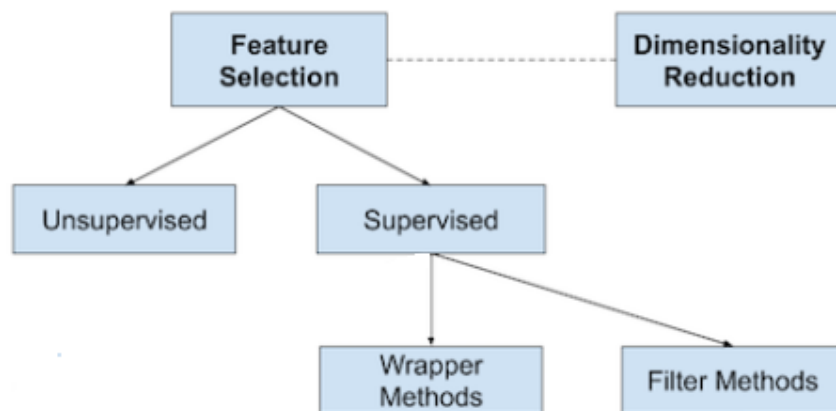 Feature
Selection
Dimensionality
Reduction
Unsupervised
Supervised
Wrapper
Methods
Filter Methods